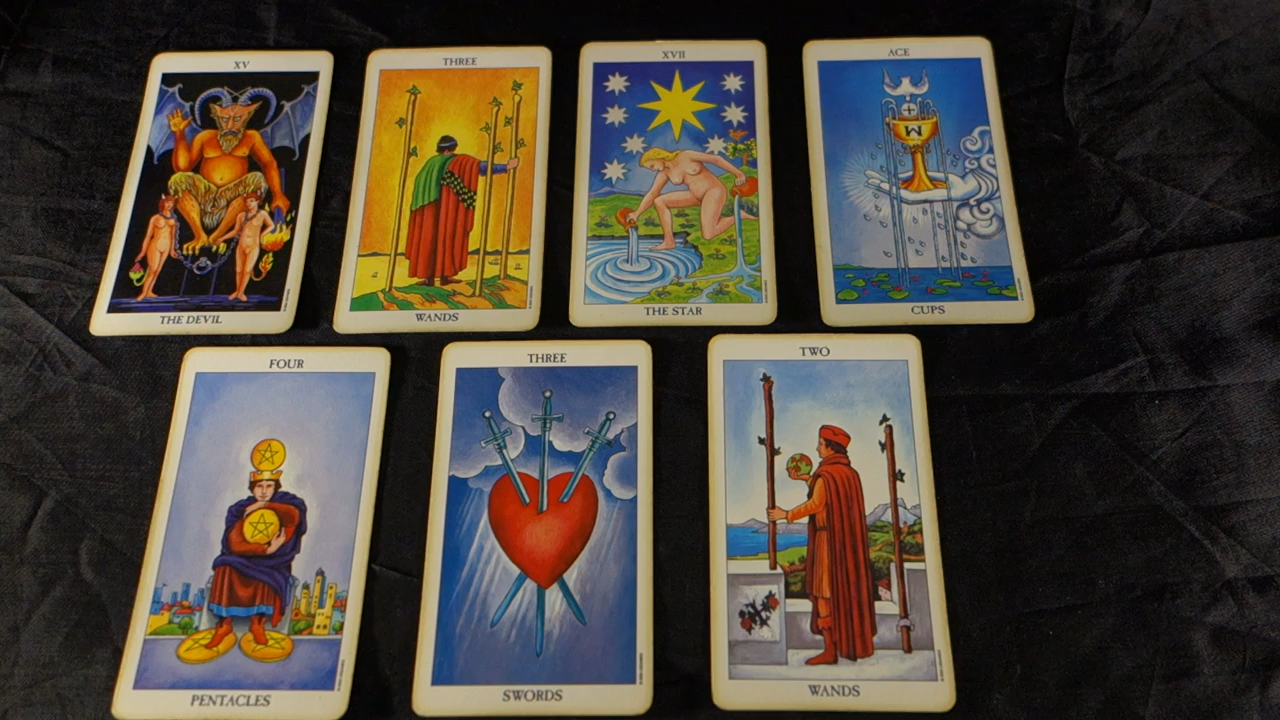 XV
THE DEVIL
THREE
WANDS
XVII
THE STAR
ACE
W
CUPS
FOUR
PENTACLES
THREE
SWORDS
TWO
WANDS